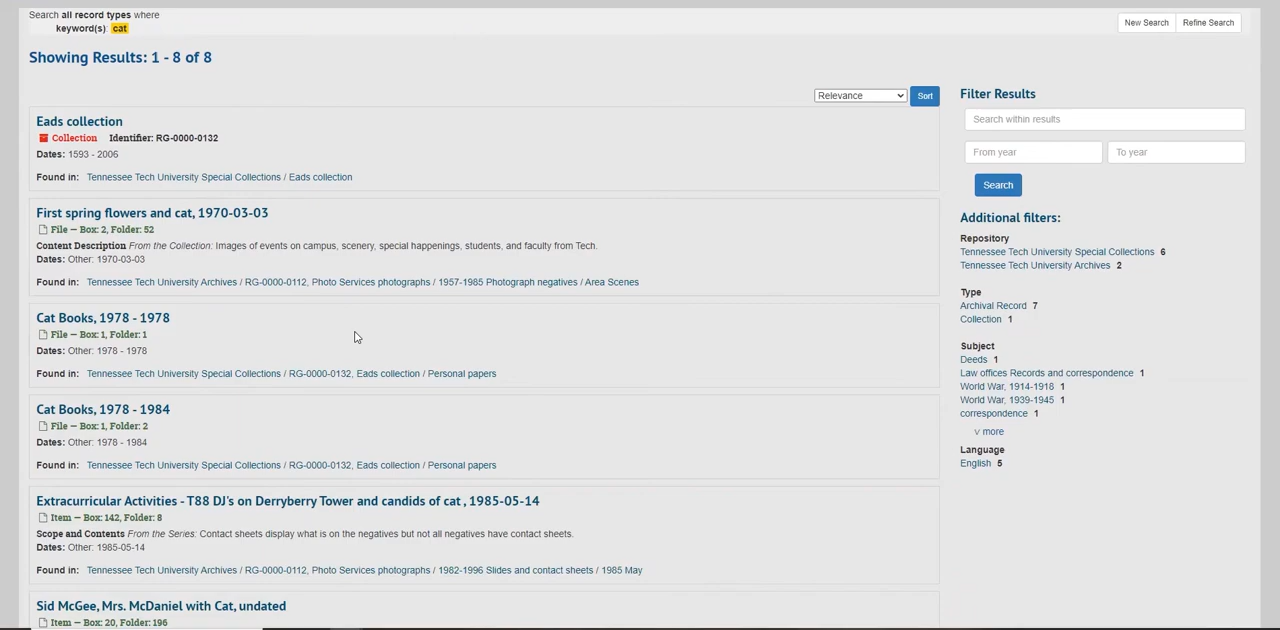 Search all record types where
keyword(s): cat
New Search
Refine Search
Showing Results: 1 - 8 of 8
Relevance
Sort
Eads collection
Collection Identifier: RG-0000-0132
Dates: 1593 - 2006
Found in: Tennessee Tech University Special Collections / Eads collection
First spring flowers and cat, 1970-03-03
File — Box: 2, Folder: 52
Content Description From the Collection: Images of events on campus, scenery, special happenings, students, and faculty from Tech.
Dates: Other: 1970-03-03
Found in: Tennessee Tech University Archives / RG-0000-0112, Photo Services photographs / 1957-1985 Photograph negatives / Area Scenes
Cat Books, 1978 - 1978
File — Box: 1, Folder: 1
Dates: Other: 1978 - 1978
Found in: Tennessee Tech University Special Collections / RG-0000-0132, Eads collection / Personal papers
Cat Books, 1978 - 1984
File — Box: 1, Folder: 2
Dates: Other: 1978 - 1984
Found in: Tennessee Tech University Special Collections / RG-0000-0132, Eads collection / Personal papers
Extracurricular Activities - T88 DJ's on Derryberry Tower and candids of cat , 1985-05-14
Item — Box: 142, Folder: 8
Scope and Contents From the Series: Contact sheets display what is on the negatives but not all negatives have contact sheets.
Dates: Other: 1985-05-14
Found in: Tennessee Tech University Archives / RG-0000-0112, Photo Services photographs / 1982-1996 Slides and contact sheets / 1985 May
Sid McGee, Mrs. McDaniel with Cat, undated
Item — Box: 20, Folder: 196
Filter Results
Search within results
From year
To year
Search
Additional filters:
Repository
Tennessee Tech University Special Collections 6
Tennessee Tech University Archives 2
Type
Archival Record 7
Collection 1
Subject
Deeds 1
Law offices Records and correspondence 1
World War, 1914-1918 1
World War, 1939-1945 1
correspondence 1
∨ more
Language
English 5